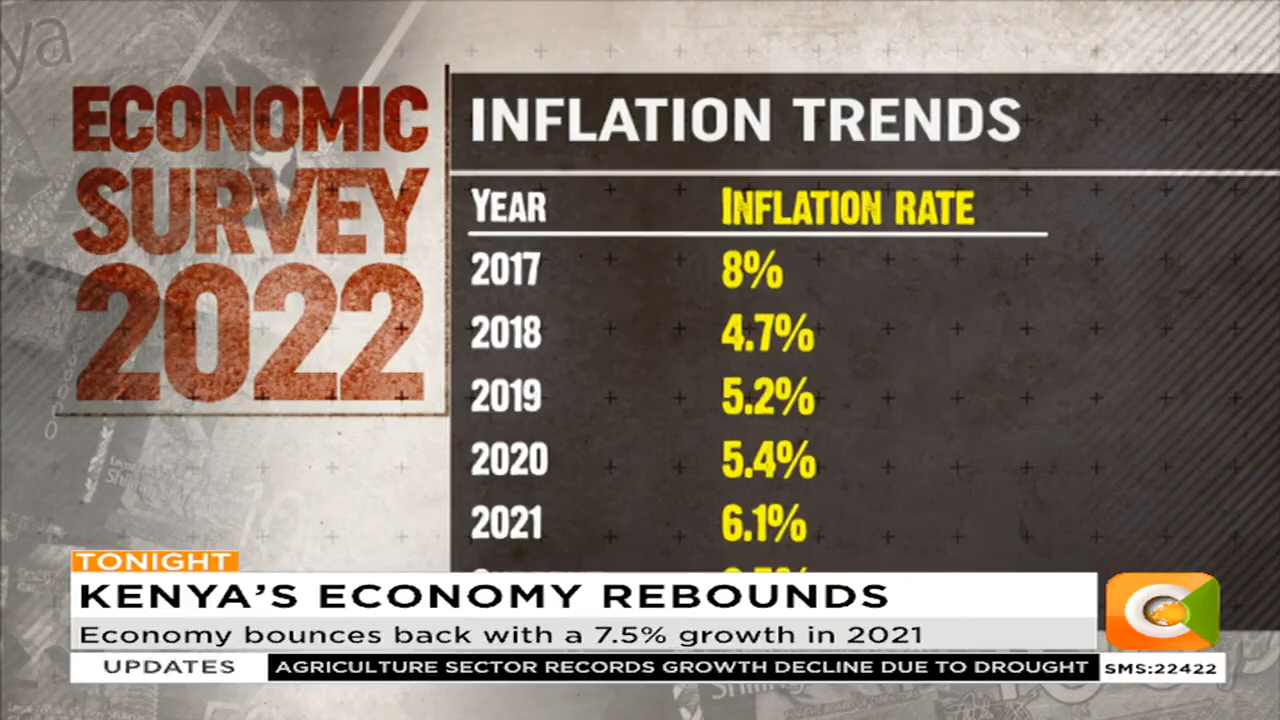 ya
ECONOMIC
SURVEY
2022
INFLATION TRENDS
YEAR INFLATION RATE
2017 8%
2018 4.7%
2019 5.2%
2020 5.4%
2021 6.1%
TONIGHT
KENYA'S ECONOMY REBOUNDS
Economy bounces back with a 7.5% growth in 2021
UPDATES AGRICULTURE SECTOR RECORDS GROWTH DECLINE DUE TO DROUGHT SMS:22422